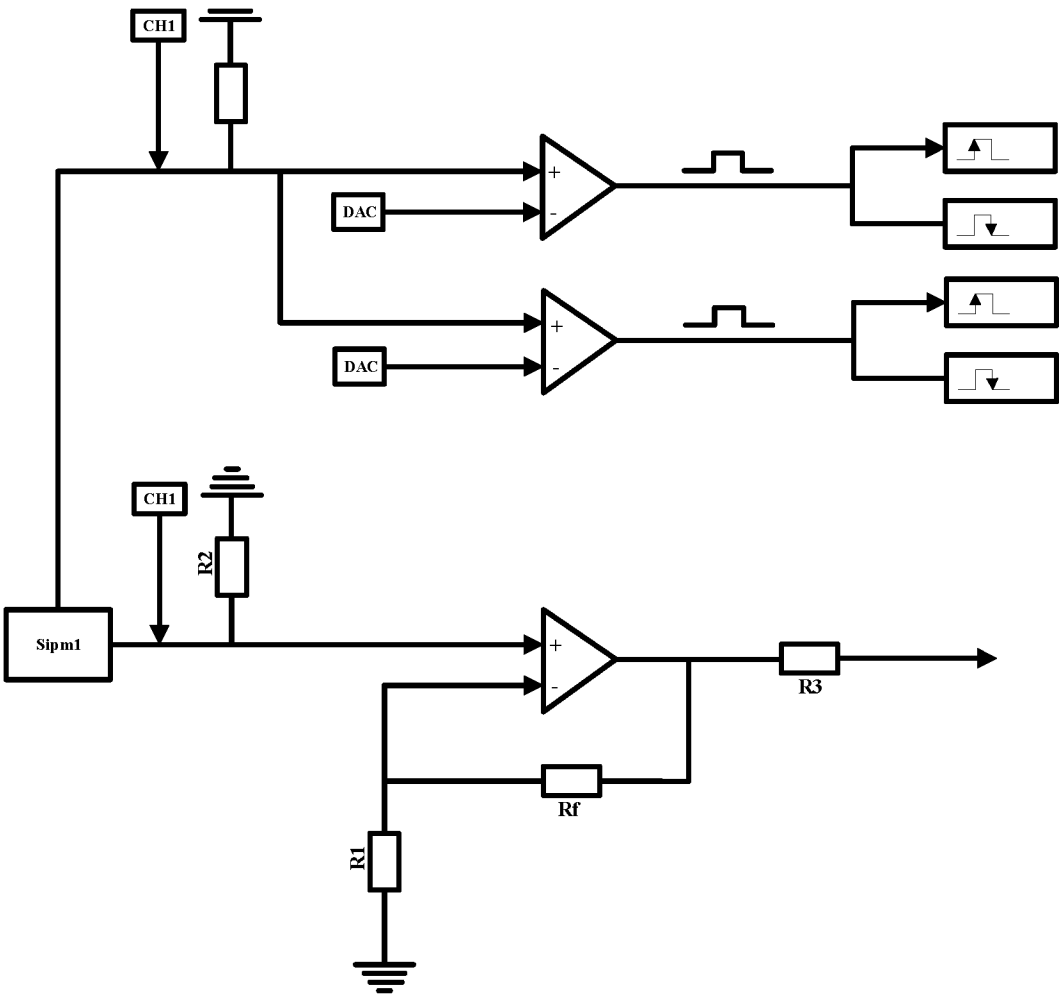 CH1
+
DAC
-
+
DAC
-
CH1
R2
Sipm1
+
-
R3
Rf
R1